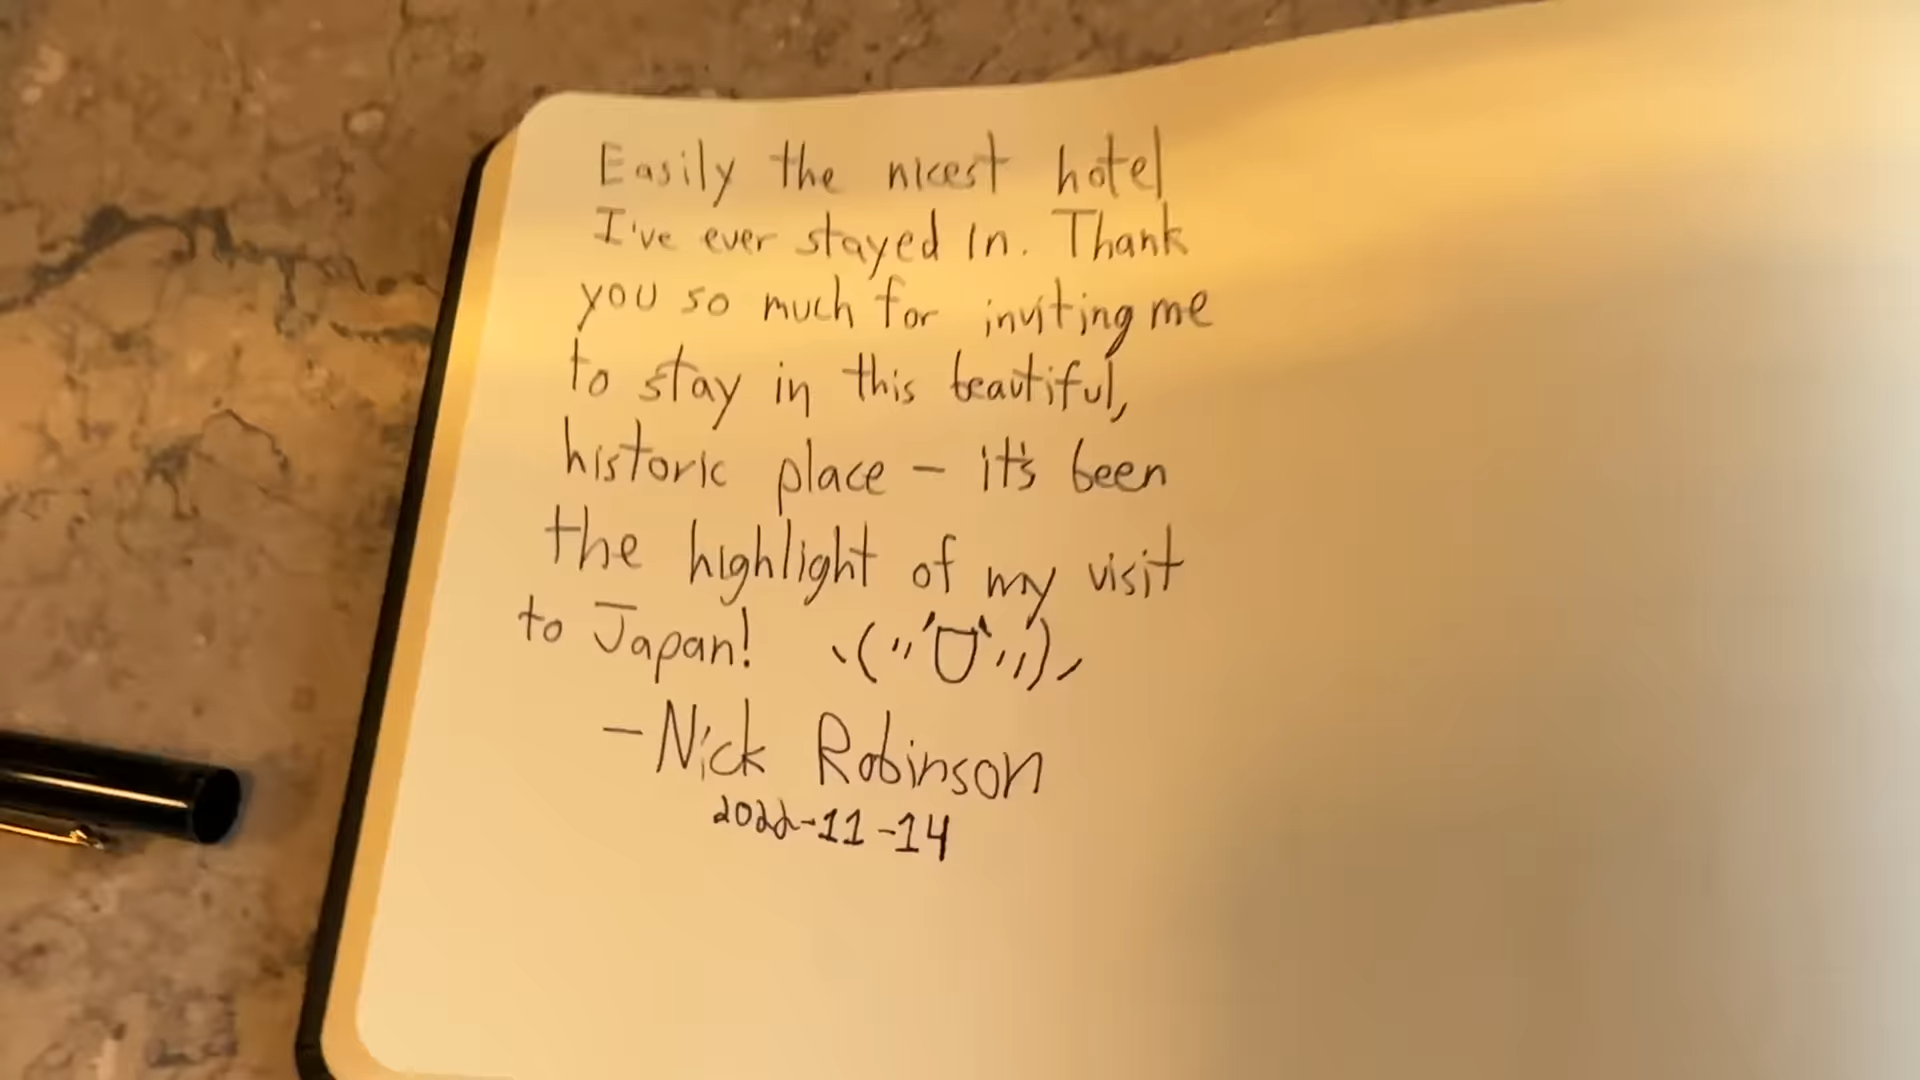 Easily the nicest hotel
I've ever stayed in. Thank
you so much for inviting me
to stay in this beautiful,
historic place – it's been
the highlight of my visit
to Japan! ヽ(〃'▽'〃)ノ
– Nick Robinson
2022-11-14